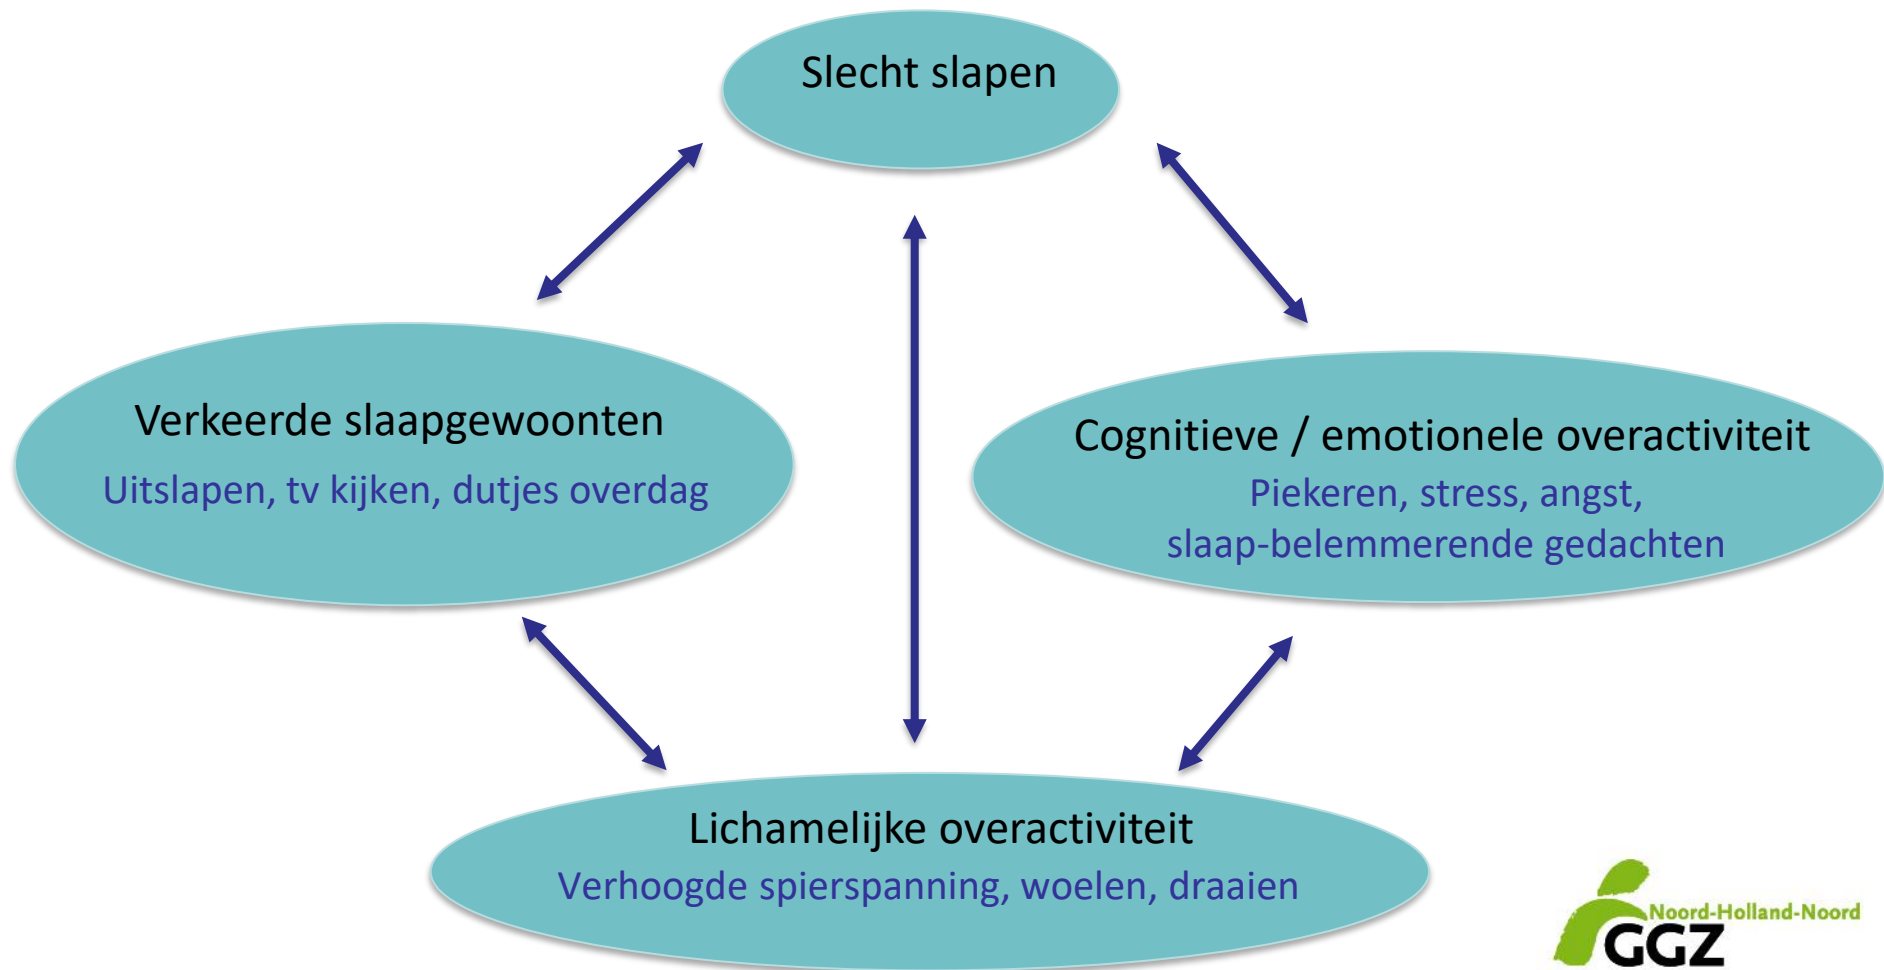 Slecht slapen
Verkeerde slaapgewoonten
Uitslapen, tv kijken, dutjes overdag
Cognitieve / emotionele overactiviteit
Piekeren, stress, angst,
slaap-belemmerende gedachten
Lichamelijke overactiviteit
Verhoogde spierspanning, woelen, draaien
Noord-Holland-Noord
GGZ